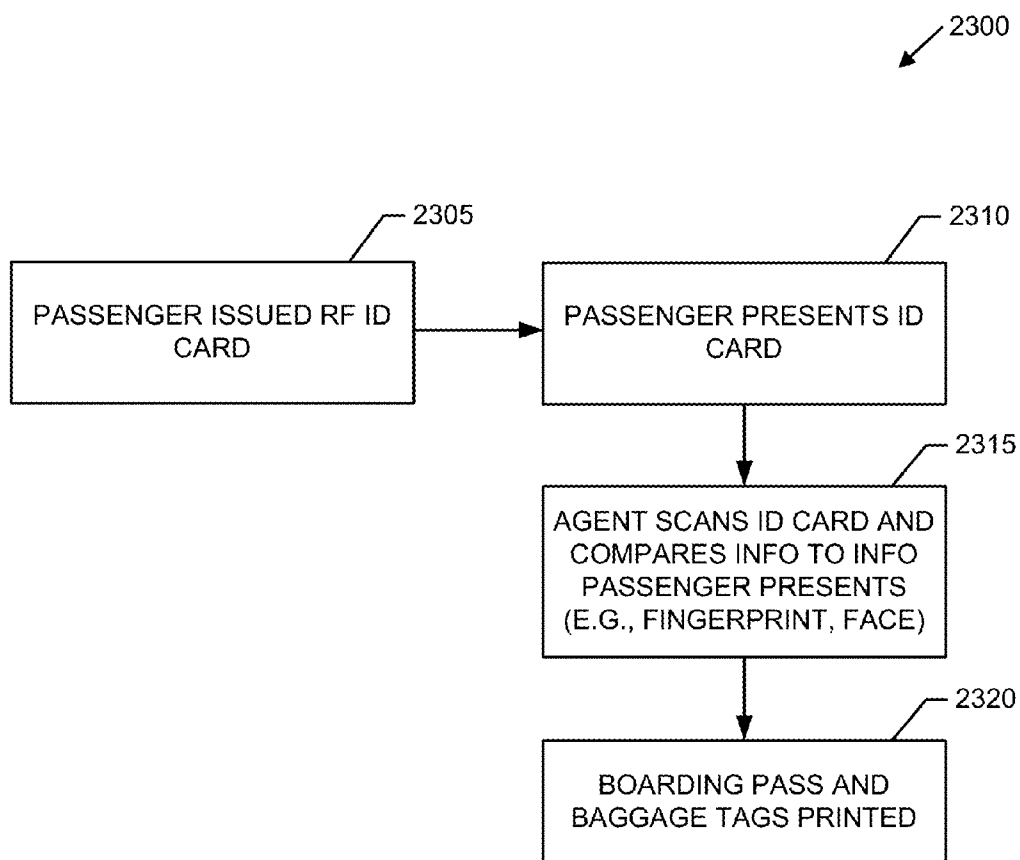 2300
2305
PASSENGER ISSUED RF ID
CARD
2310
PASSENGER PRESENTS ID
CARD
2315
AGENT SCANS ID CARD AND
COMPARES INFO TO INFO
PASSENGER PRESENTS
(E.G., FINGERPRINT, FACE)
2320
BOARDING PASS AND
BAGGAGE TAGS PRINTED